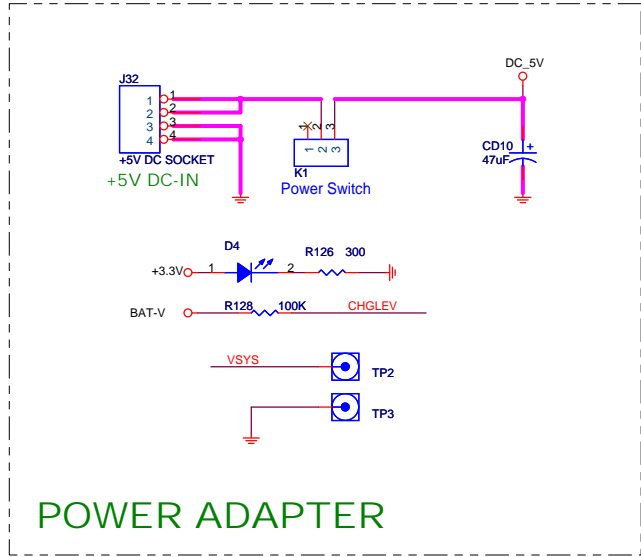 DC_5V
J32
1 1
2 2
3 3
4 4
+5V DC SOCKET
+5V DC-IN
1 2 3
1 2 3
K1
Power Switch
CD10 +
47uF
D4
+3.3V 1 2
R126 300
BAT-V R128 100K CHGLEV
VSYS
TP2
TP3
POWER ADAPTER